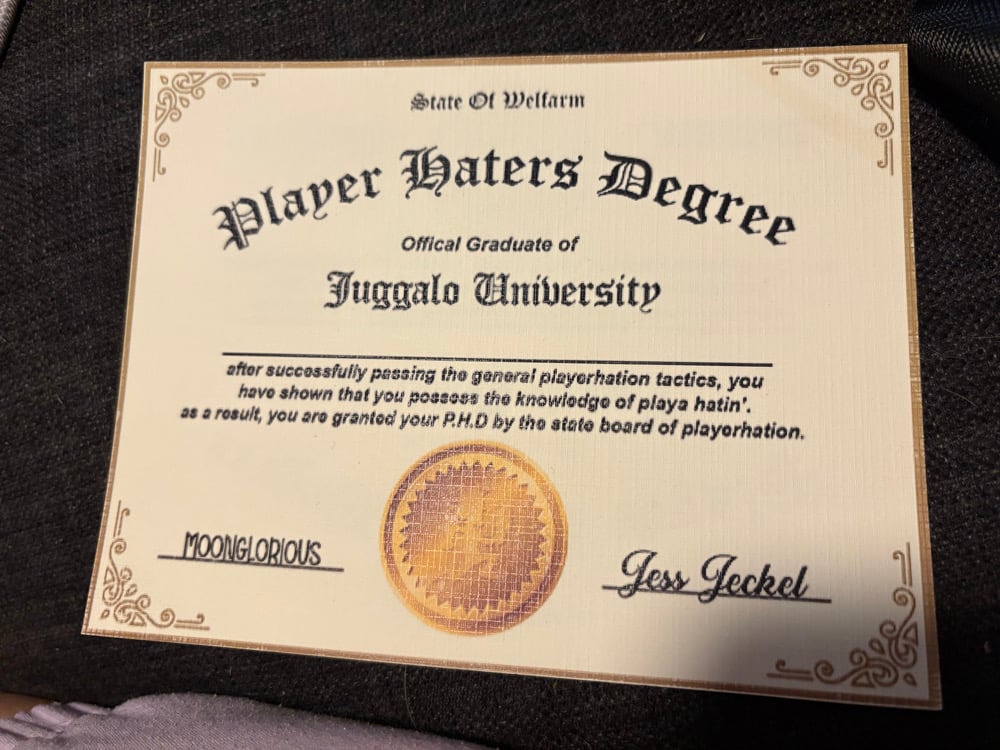 State Of Welfarm
Player Haters Degree
Offical Graduate of
Juggalo University
after successfully passing the general playerhation tactics, you
have shown that you possess the knowledge of playa hatin'.
as a result, you are granted your P.H.D by the state board of playerhation.
MOONGLORIOUS
Jess Jeckel